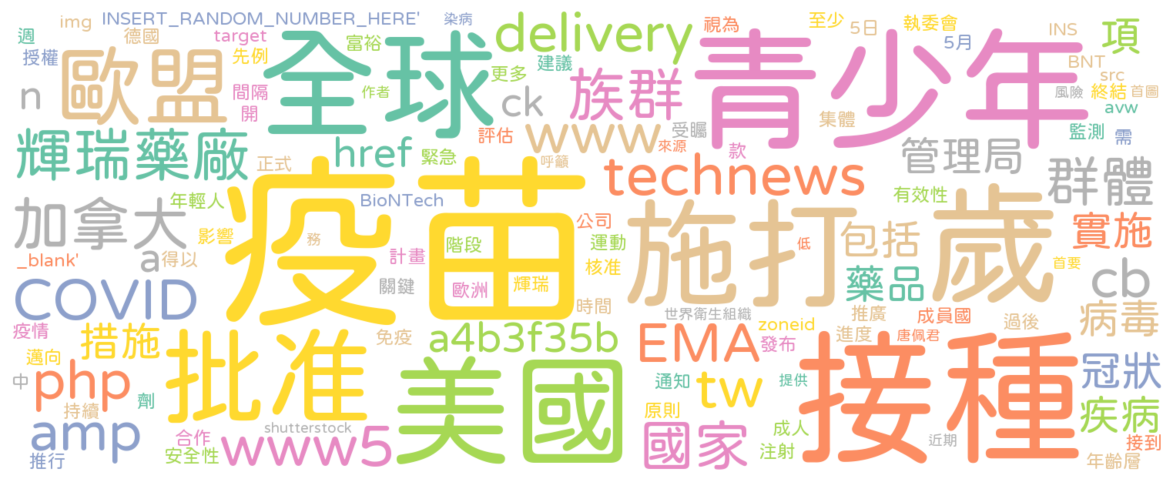 img INSERT_RANDOM_NUMBER_HERE' 染病
週 德國 target 富裕 delivery 視為 至少 5日 執委會 5月 INS 項
授權 歐盟 先例 全球 更多 建議 青少年 BNT
n 間隔 作者 ck 族群 src 風險 終結 首圖
開 評估 www 受矚 集體 avw
輝瑞藥廠 href 緊急 來源 款 管理局 監測 需
正式 呼籲 technews 群體
年輕人 BioNTech 有效性
加拿大 疫苗 公司 施打 歲
影響 務 計畫 階段 運動 低 包括 實施
_blank' a 得以 核准 首要
關鍵 歐洲 輝瑞 藥品 cb
COVID 時間 世界衛生組織 推廣 成員國 過後 病毒
疫情 措施 免疫 a4b3f35b zoneid 進度 唐佩君
邁向 批准 EMA 發布 接種 冠狀
中 php 劑 美國 通知 tw 提供
持續 原則 疾病
amp shutterstock 成人
合作 www5 國家 近期 接到
推行 安全性 注射 年齡層